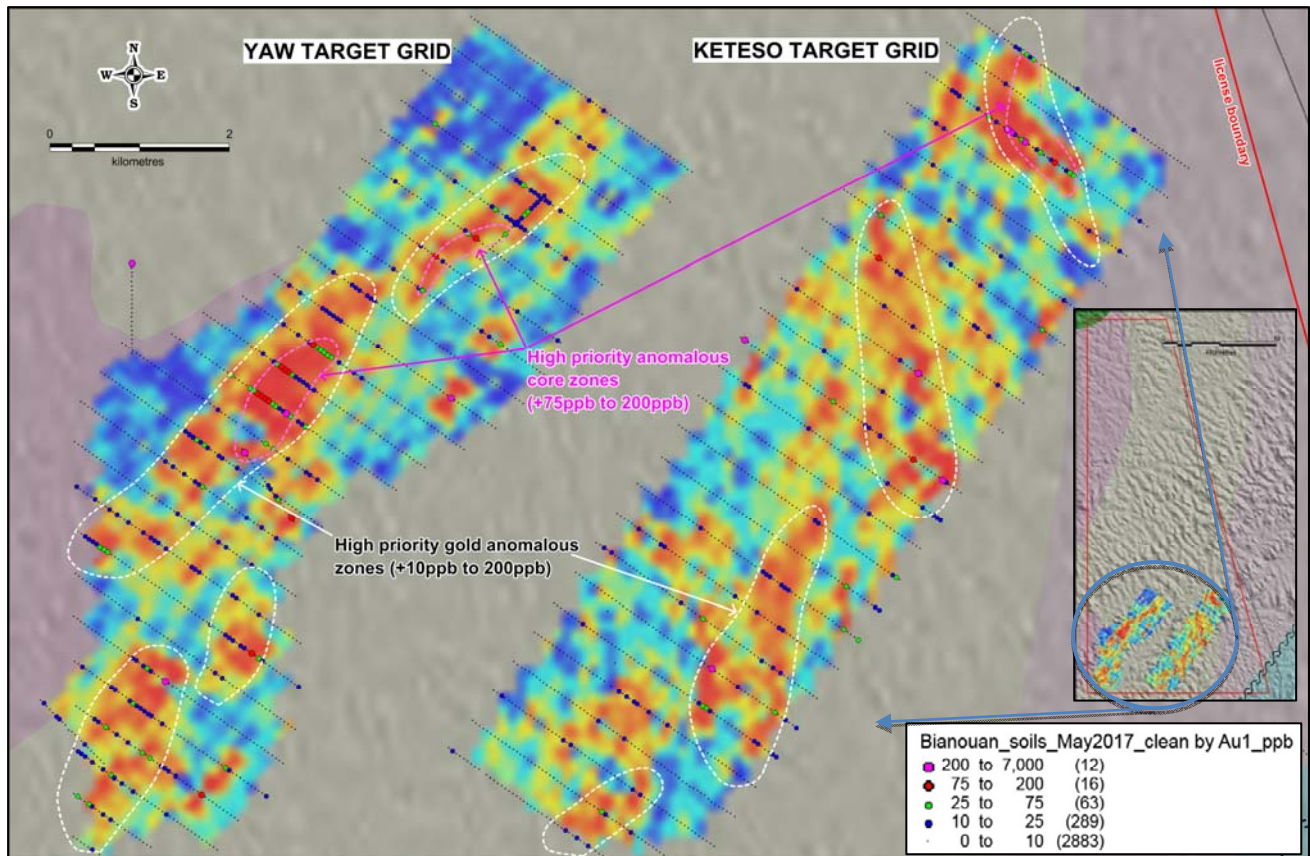 YAW TARGET GRID
KETESO TARGET GRID
N
W E
S
0 2
kilometres
license boundary
High priority anomalous
core zones
(+75ppb to 200ppb)
High priority gold anomalous
zones (+10ppb to 200ppb)
kilometres
Bianouan_soils_May2017_clean by Au1_ppb
200 to 7,000 (12)
75 to 200 (16)
25 to 75 (63)
10 to 25 (289)
0 to 10 (2883)